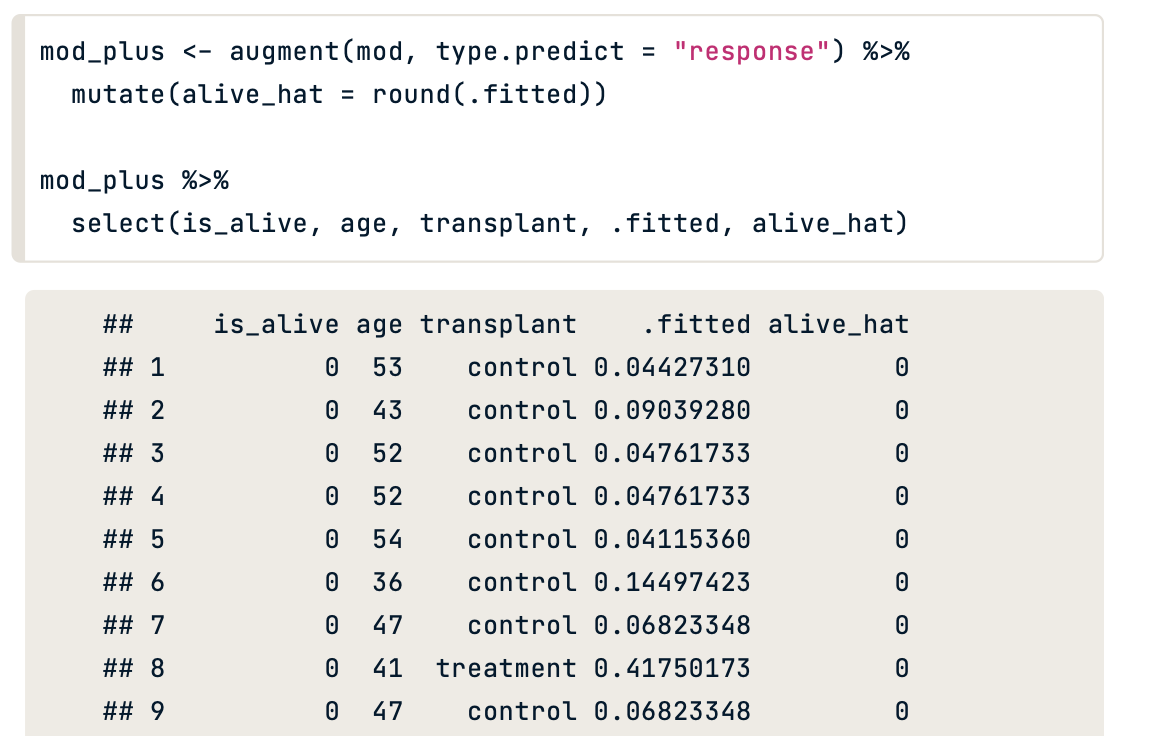 mod_plus <- augment(mod, type.predict = "response") %>%
  mutate(alive_hat = round(.fitted))

mod_plus %>%
  select(is_alive, age, transplant, .fitted, alive_hat)

##     is_alive age transplant    .fitted alive_hat
## 1          0  53    control 0.04427310         0
## 2          0  43    control 0.09039280         0
## 3          0  52    control 0.04761733         0
## 4          0  52    control 0.04761733         0
## 5          0  54    control 0.04115360         0
## 6          0  36    control 0.14497423         0
## 7          0  47    control 0.06823348         0
## 8          0  41  treatment 0.41750173         0
## 9          0  47    control 0.06823348         0